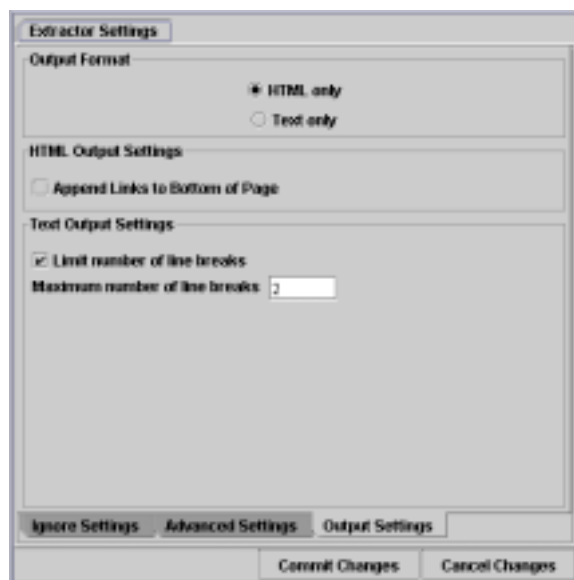 Extractor Settings
Output Format
HTML only
Text only
HTML Output Settings
Append Links to Bottom of Page
Text Output Settings
Limit number of line breaks
Maximum number of line breaks 2
Ignore Settings Advanced Settings Output Settings
Commit Changes Cancel Changes